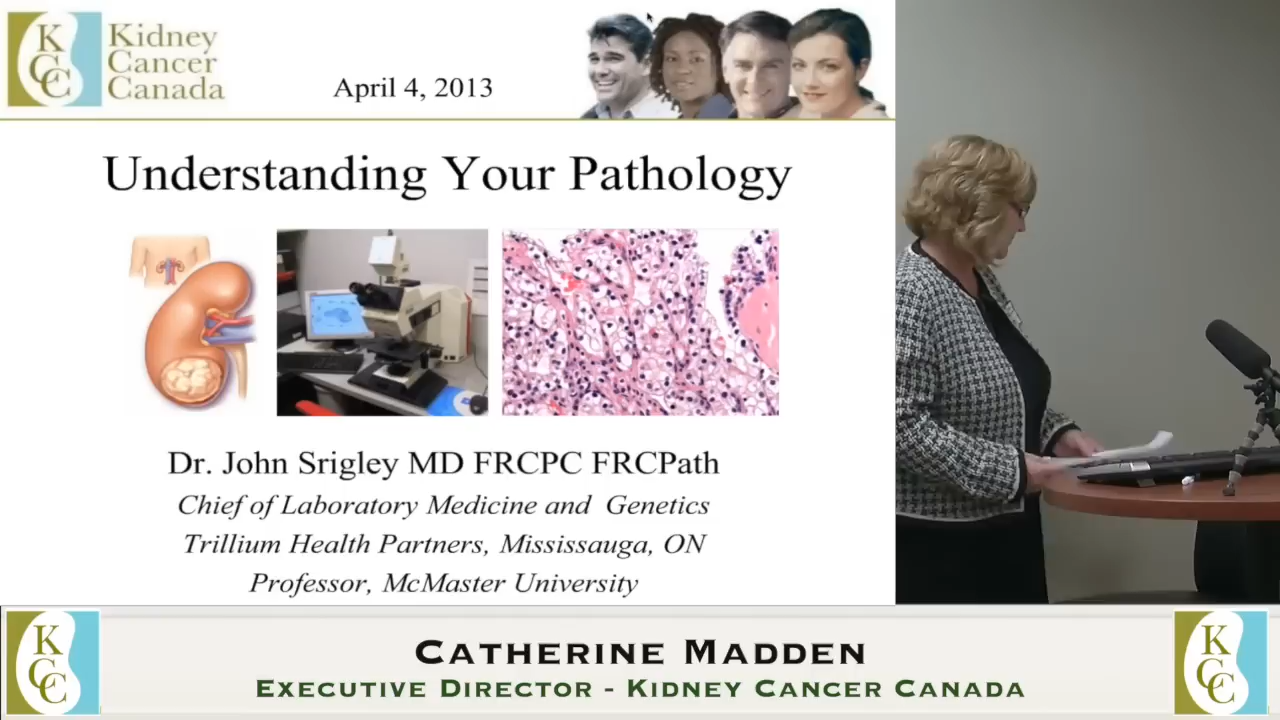 K
C
C
Kidney
Cancer
Canada
April 4, 2013
Understanding Your Pathology
Dr. John Srigley MD FRCPC FRCPath
Chief of Laboratory Medicine and Genetics
Trillium Health Partners, Mississauga, ON
Professor, McMaster University
K
C
C
CATHERINE MADDEN
EXECUTIVE DIRECTOR - KIDNEY CANCER CANADA
K
C
C